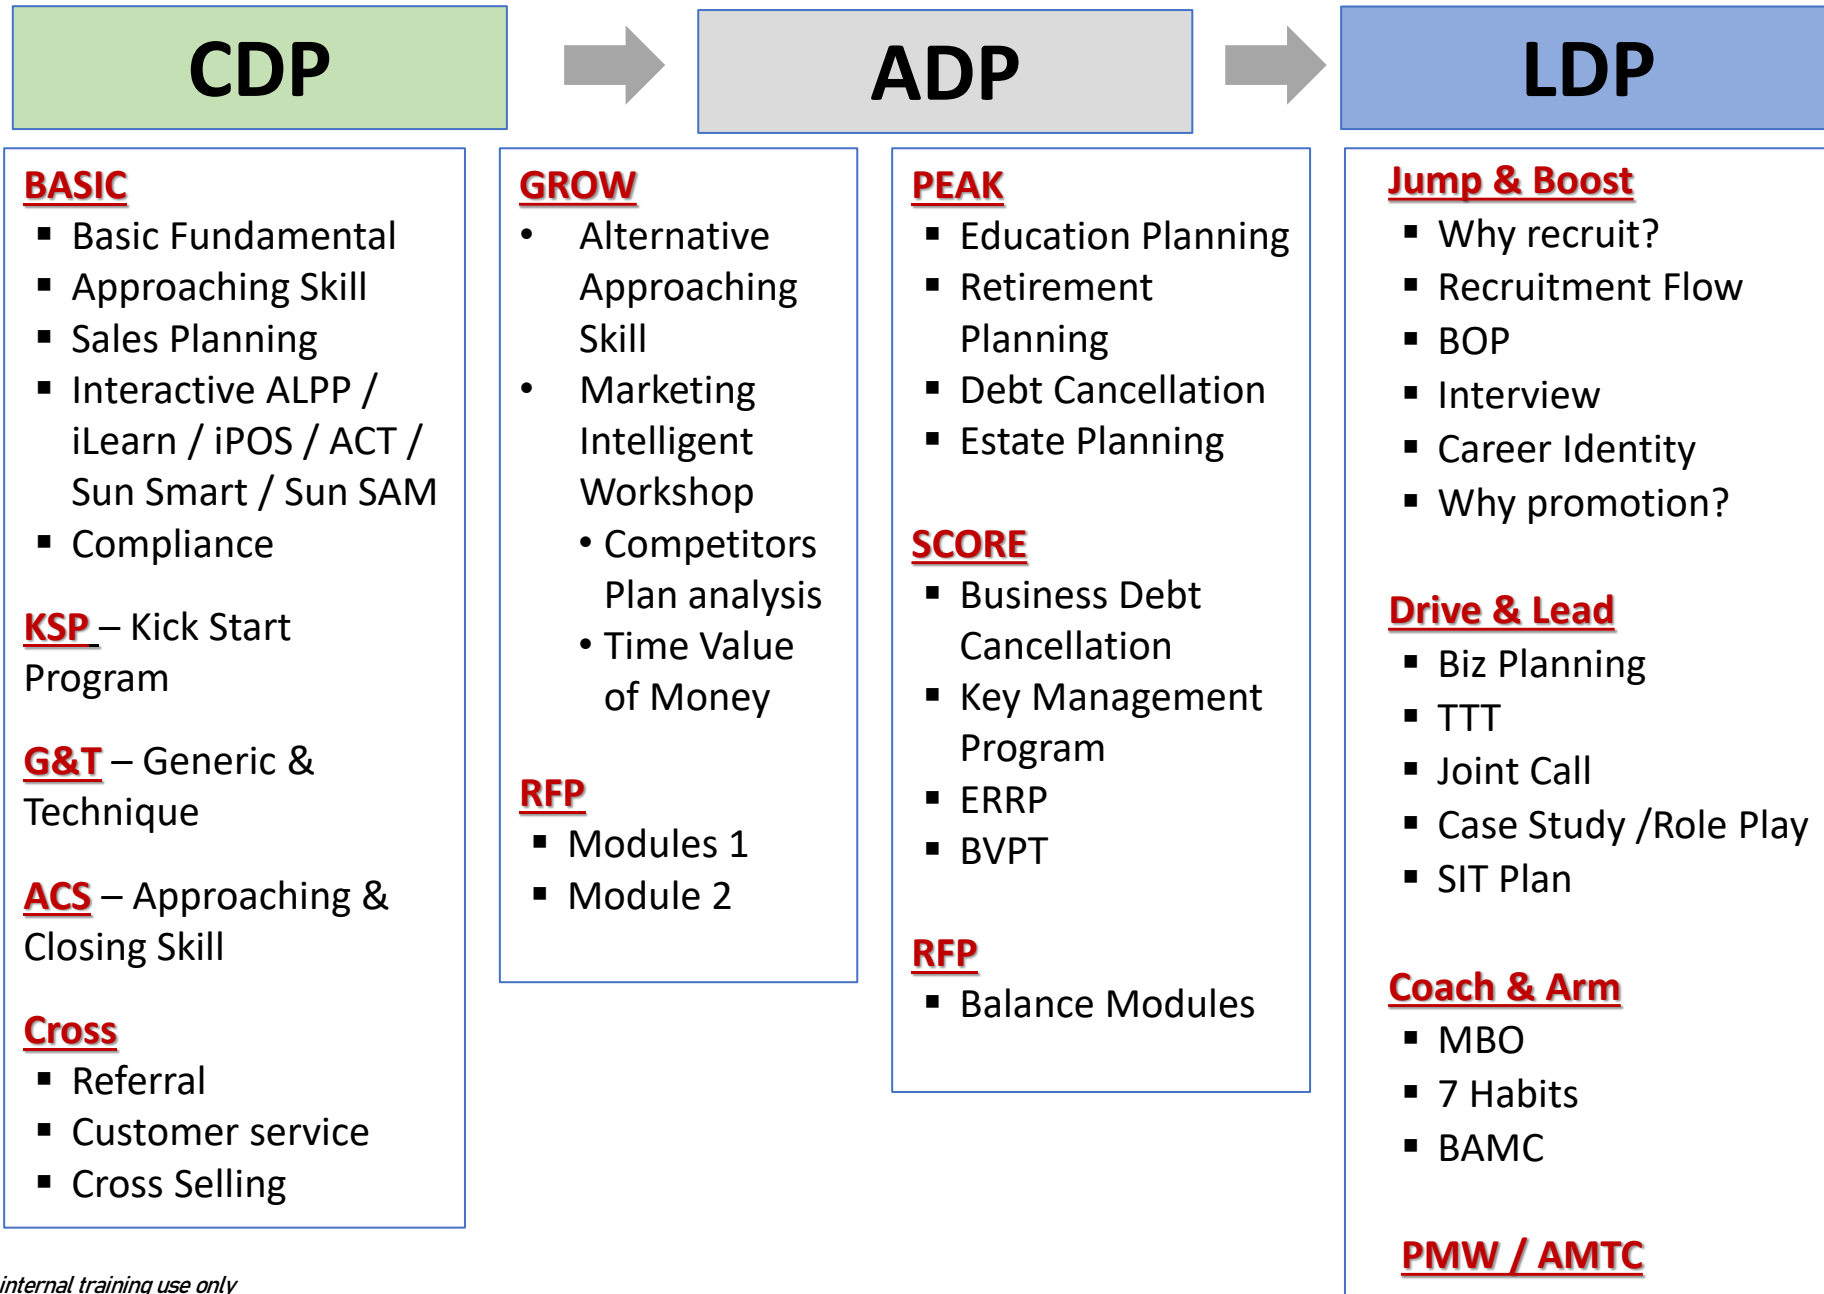 CDP
ADP
LDP
BASIC
▪ Basic Fundamental
▪ Approaching Skill
▪ Sales Planning
▪ Interactive ALPP /
iLearn / iPOS / ACT /
Sun Smart / Sun SAM
▪ Compliance
KSP – Kick Start
Program
G&T – Generic &
Technique
ACS – Approaching &
Closing Skill
Cross
▪ Referral
▪ Customer service
▪ Cross Selling
GROW
• Alternative
Approaching
Skill
• Marketing
Intelligent
Workshop
• Competitors
Plan analysis
• Time Value
of Money
RFP
▪ Modules 1
▪ Module 2
PEAK
▪ Education Planning
▪ Retirement
Planning
▪ Debt Cancellation
▪ Estate Planning
SCORE
▪ Business Debt
Cancellation
▪ Key Management
Program
▪ ERRP
▪ BVPT
RFP
▪ Balance Modules
Jump & Boost
▪ Why recruit?
▪ Recruitment Flow
▪ BOP
▪ Interview
▪ Career Identity
▪ Why promotion?
Drive & Lead
▪ Biz Planning
▪ TTT
▪ Joint Call
▪ Case Study /Role Play
▪ SIT Plan
Coach & Arm
▪ MBO
▪ 7 Habits
▪ BAMC
PMW / AMTC
internal training use only